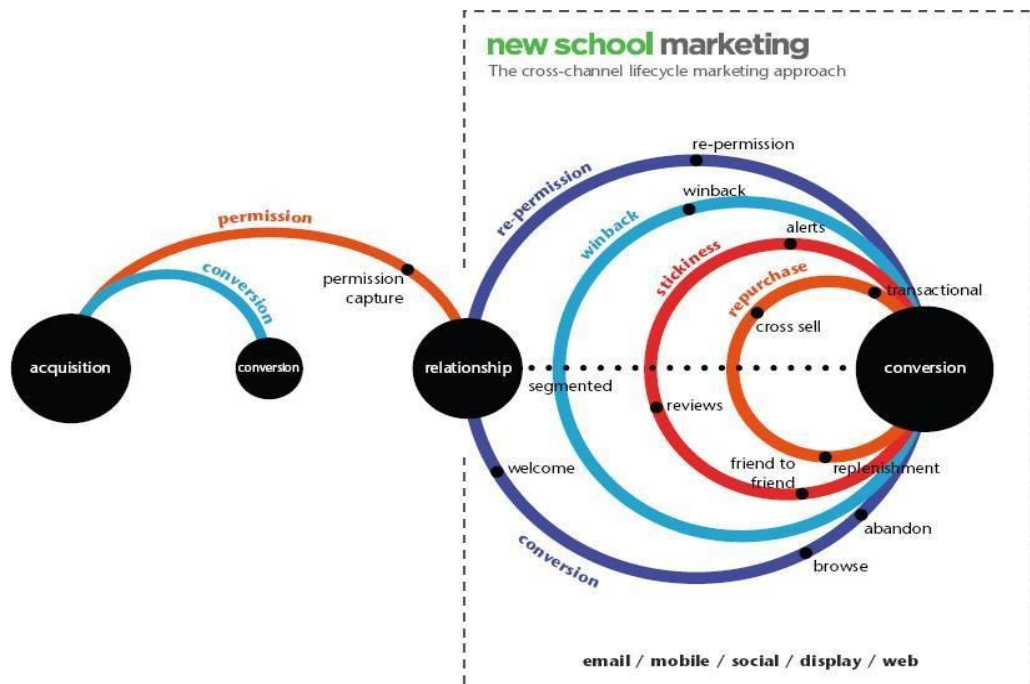 new school marketing
The cross-channel lifecycle marketing approach
re-permission
re-permission
winback
winback
alerts
permission
stickiness
conversion
permission
capture
repurchase
transactional
cross sell
acquisition
conversion
relationship
conversion
segmented
reviews
welcome
friend to
friend
replenishment
abandon
conversion
browse
email / mobile / social / display / web